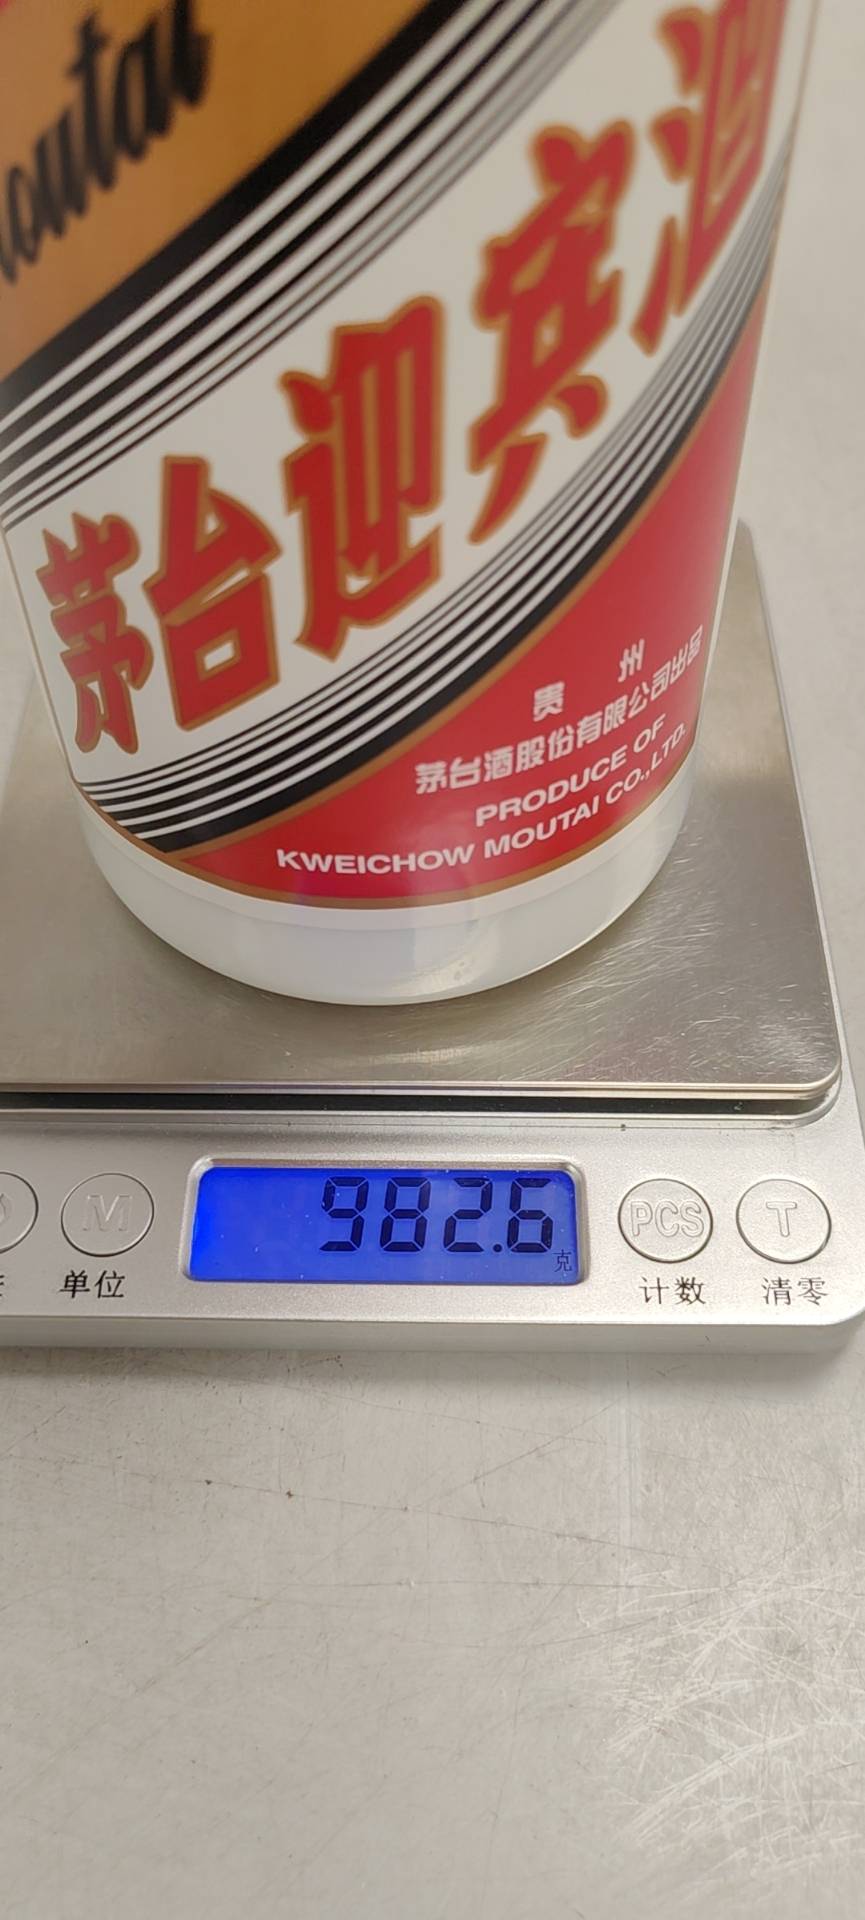 outai
茅台迎宾酒
贵州
茅台酒股份有限公司出品
PRODUCE OF
KWEICHOW MOUTAI CO.,LTD.
982.6
克
M
PCS
T
单位
计数
清零